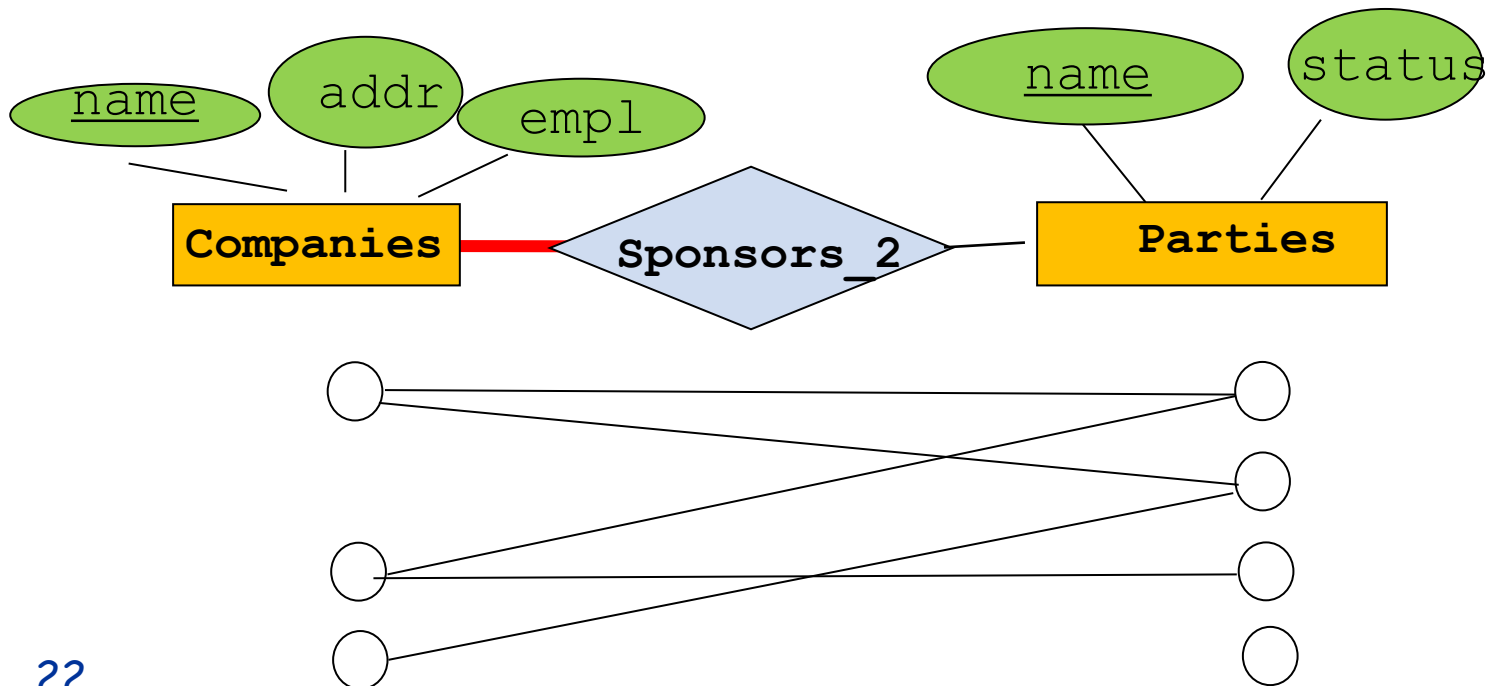 name
addr
empl
name
status
Companies
Sponsors_2
Parties
??